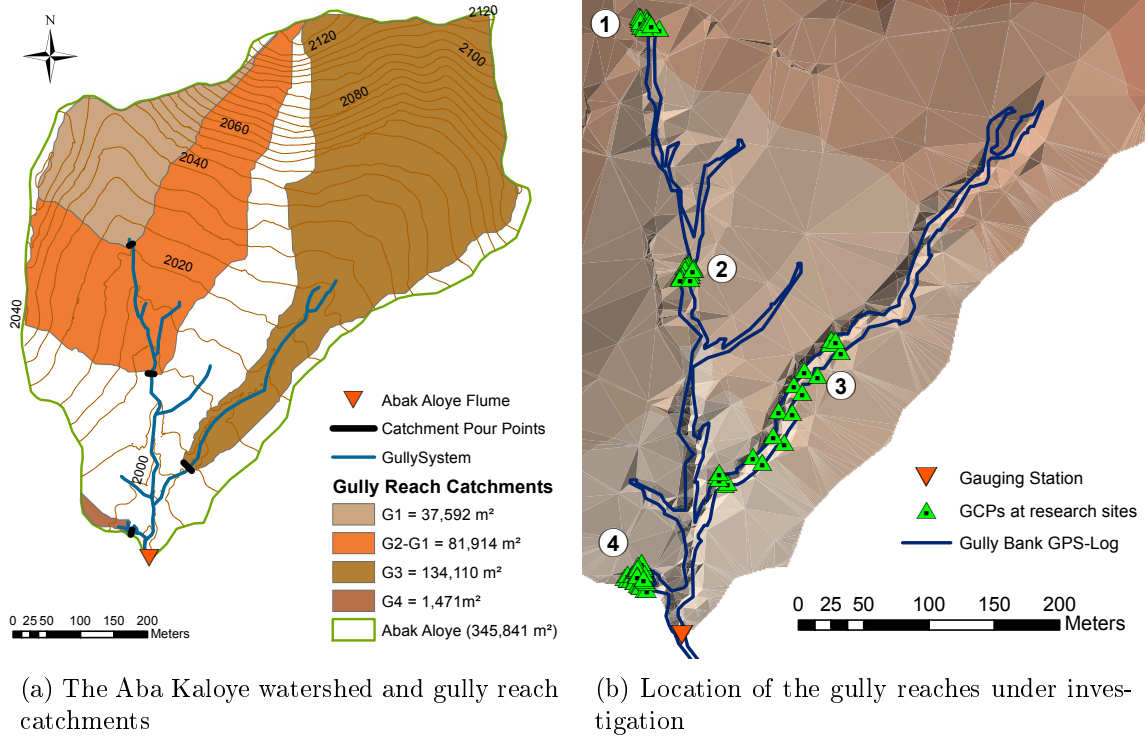 N
2120
2120
2100
2080
2060
2040
2020
2040
2000
Abak Aloye Flume
Catchment Pour Points
GullySystem
Gully Reach Catchments
G1 = 37,592 m²
G2-G1 = 81,914 m²
G3 = 134,110 m²
G4 = 1,471m²
Abak Aloye (345,841 m²)
0 25 50 100 150 200
Meters
1
2
3
4
Gauging Station
GCPs at research sites
Gully Bank GPS-Log
0 25 50 100 150 200
Meters
(a) The Aba Kaloye watershed and gully reach
catchments
(b) Location of the gully reaches under inves-
tigation